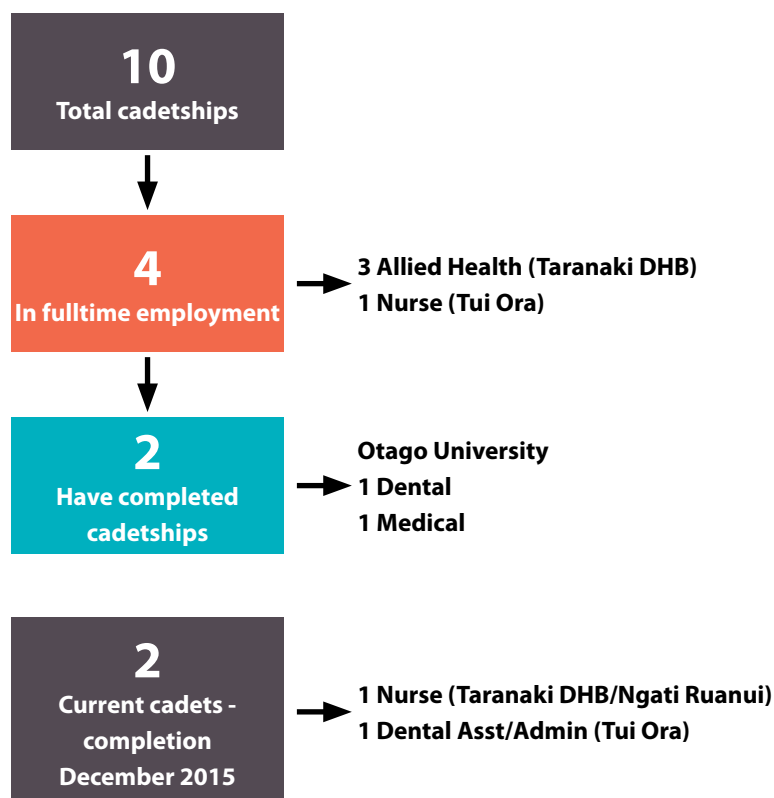 10
Total cadetships
4
In fulltime employment
3 Allied Health (Taranaki DHB)
1 Nurse (Tui Ora)
2
Have completed
cadetships
Otago University
1 Dental
1 Medical
2
Current cadets -
completion
December 2015
1 Nurse (Taranaki DHB/Ngati Ruanui)
1 Dental Asst/Admin (Tui Ora)